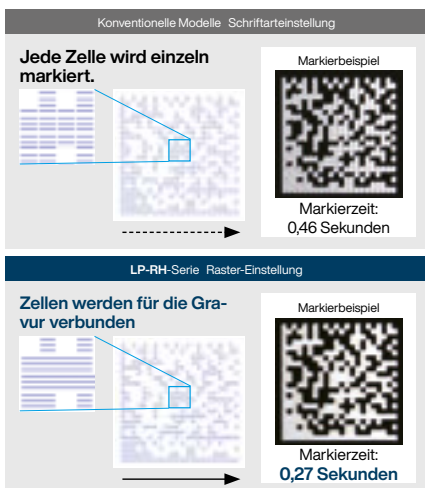 Konventionelle Modelle Schriftarteinstellung
Jede Zelle wird einzeln
markiert.
Markierbeispiel
Markierzeit:
0,46 Sekunden
LP-RH-Serie Raster-Einstellung
Zellen werden für die Gra-
vur verbunden
Markierbeispiel
Markierzeit:
0,27 Sekunden